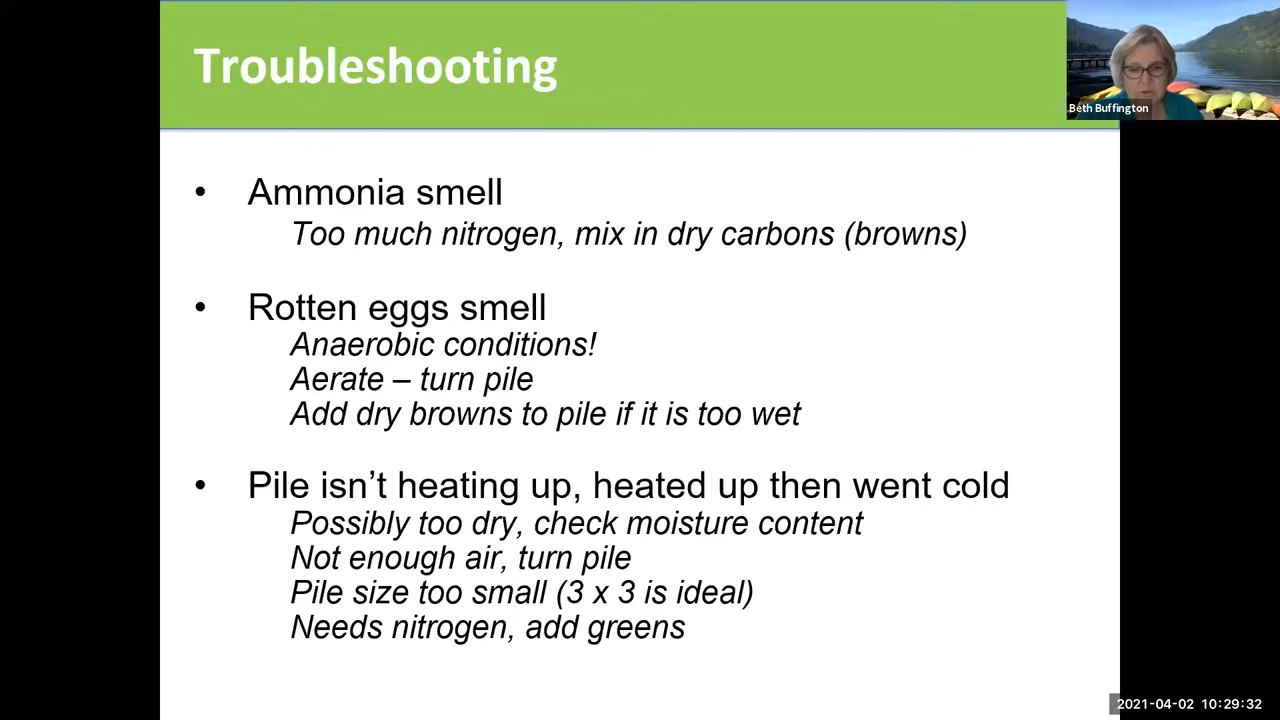 Troubleshooting
Beth Buffington
• Ammonia smell
Too much nitrogen, mix in dry carbons (browns)
• Rotten eggs smell
Anaerobic conditions!
Aerate – turn pile
Add dry browns to pile if it is too wet
• Pile isn’t heating up, heated up then went cold
Possibly too dry, check moisture content
Not enough air, turn pile
Pile size too small (3 x 3 is ideal)
Needs nitrogen, add greens
2021-04-02 10:29:32